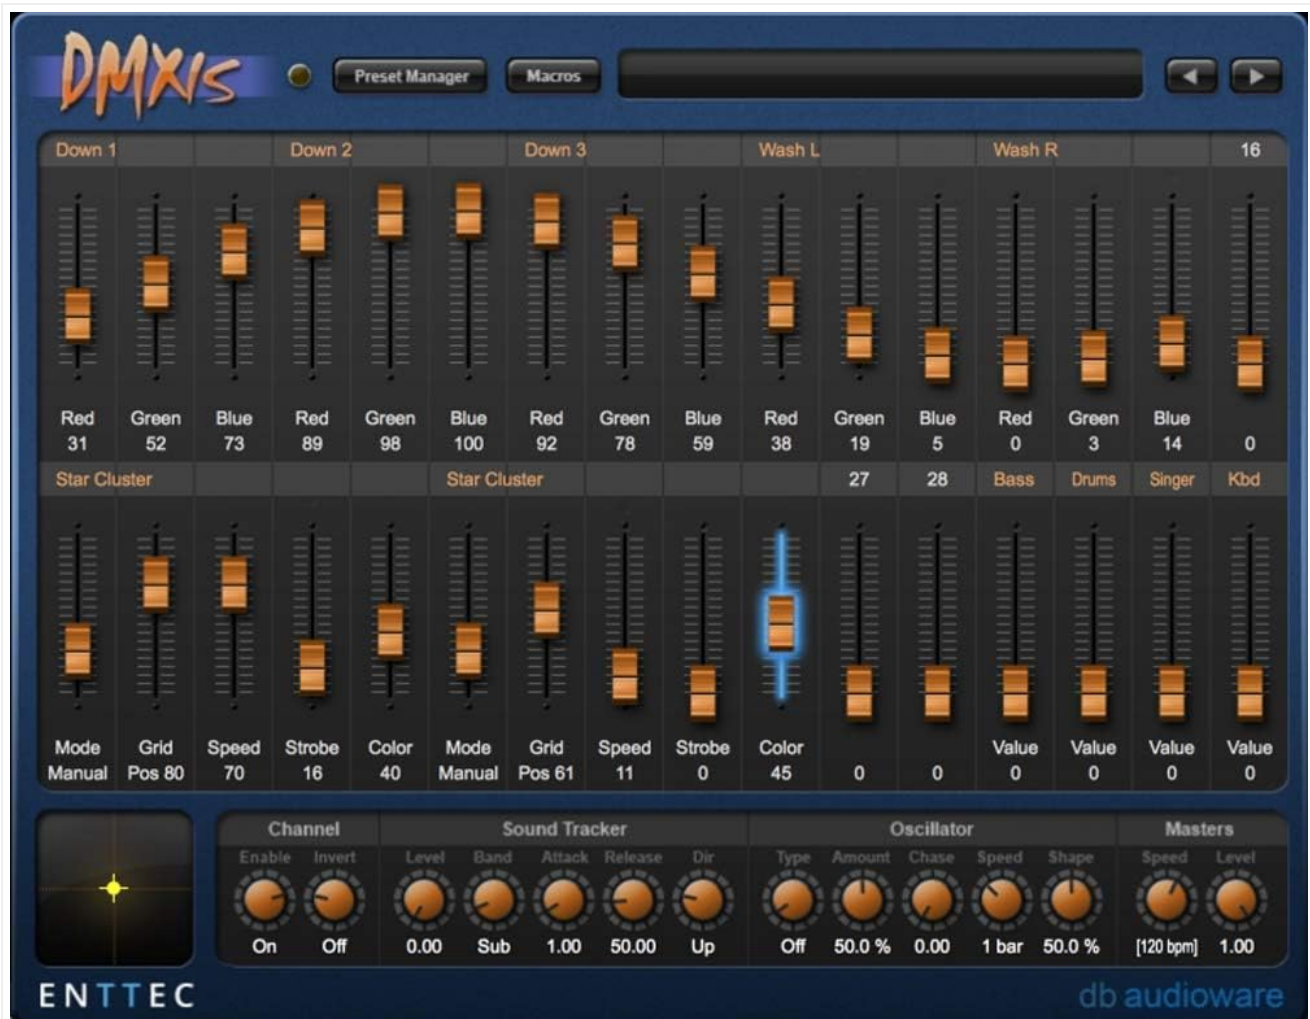 DMXIS Preset Manager Macros
Down 1 Down 2 Down 3 Wash L Wash R 16
Red Green Blue Red Green Blue Red Green Blue Red Green Blue Red Green Blue
31 52 73 89 98 100 92 78 59 38 19 5 0 3 14 0
Star Cluster Star Cluster 27 28 Bass Drums Singer Kbd
Mode Grid Speed Strobe Color Mode Grid Speed Strobe Color Value Value Value Value
Manual Pos 80 70 16 40 Manual Pos 61 11 0 45 0 0 0 0 0 0
Channel Sound Tracker Oscillator Masters
Enable Invert Level Band Attack Release Dir Type Amount Chase Speed Shape Speed Level
On Off 0.00 Sub 1.00 50.00 Up Off 50.0 % 0.00 1 bar 50.0 % [120 bpm] 1.00
ENTTEC db audioware